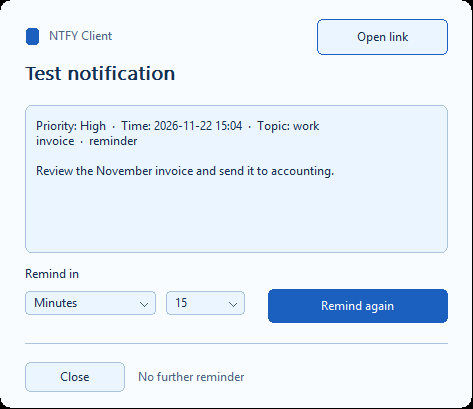 NTFY Client
Open link
Test notification
Priority: High · Time: 2026-11-22 15:04 · Topic: work
invoice · reminder
Review the November invoice and send it to accounting.
Remind in
Minutes
15
Remind again
Close
No further reminder